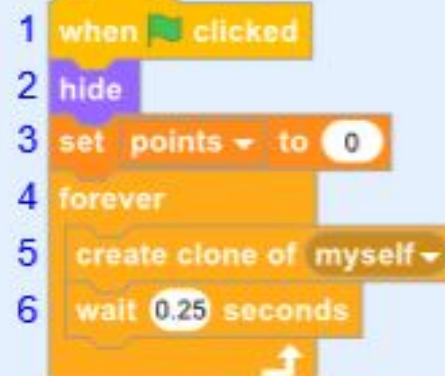 1 when clicked
2 hide
3 set points to 0
4 forever
5 create clone of myself
6 wait 0.25 seconds